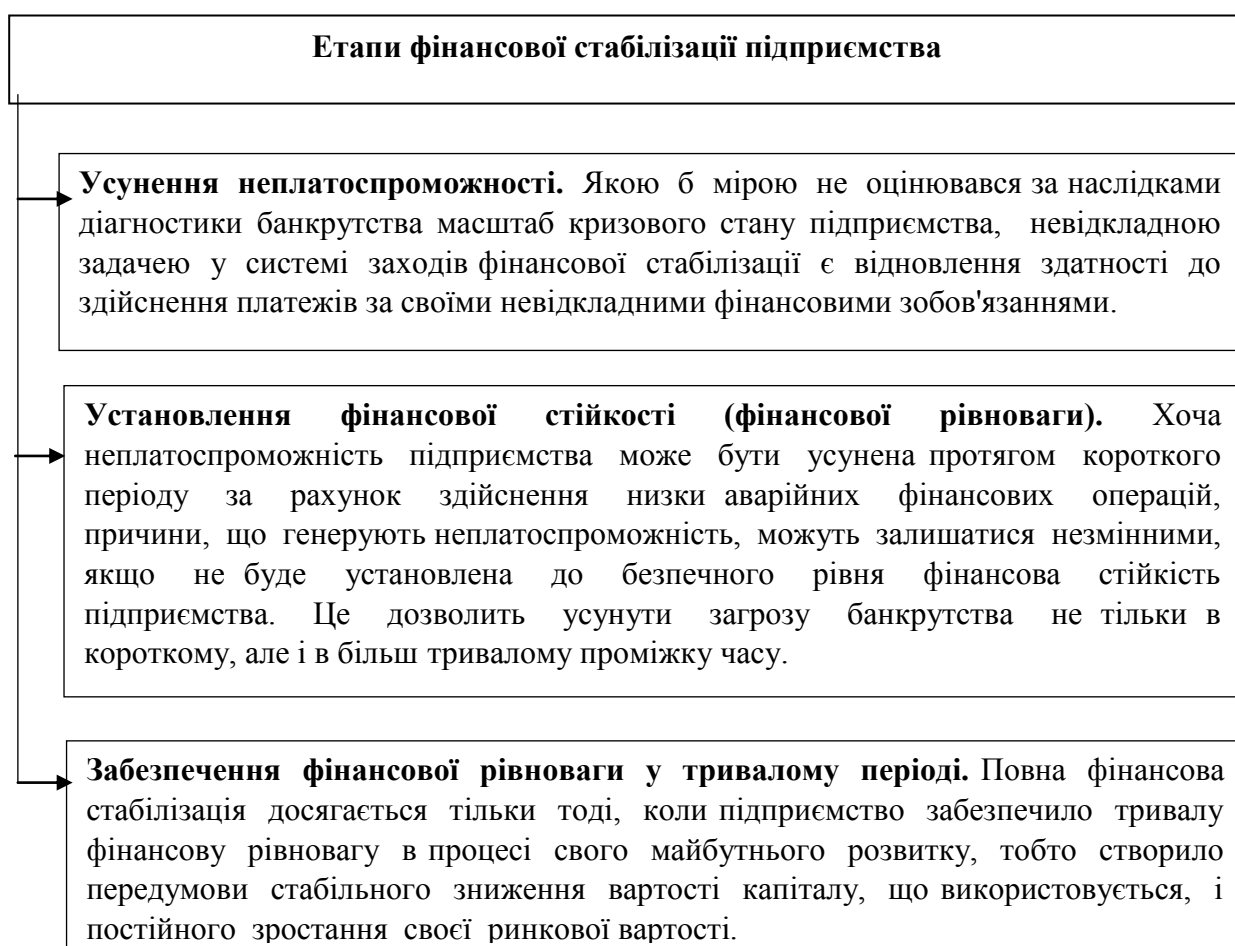 Етапи фінансової стабілізації підприємства
Усунення неплатоспроможності. Якою б мірою не оцінювався за наслідками
діагностики банкрутства масштаб кризового стану підприємства, невідкладною
задачею у системі заходів фінансової стабілізації є відновлення здатності до
здійснення платежів за своїми невідкладними фінансовими зобов'язаннями.
Установлення фінансової стійкості (фінансової рівноваги). Хоча
неплатоспроможність підприємства може бути усунена протягом короткого
періоду за рахунок здійснення низки аварійних фінансових операцій,
причини, що генерують неплатоспроможність, можуть залишатися незмінними,
якщо не буде установлена до безпечного рівня фінансова стійкість
підприємства. Це дозволить усунути загрозу банкрутства не тільки в
короткому, але і в більш тривалому проміжку часу.
Забезпечення фінансової рівноваги у тривалому періоді. Повна фінансова
стабілізація досягається тільки тоді, коли підприємство забезпечило тривалу
фінансову рівновагу в процесі свого майбутнього розвитку, тобто створило
передумови стабільного зниження вартості капіталу, що використовується, і
постійного зростання своєї ринкової вартості.